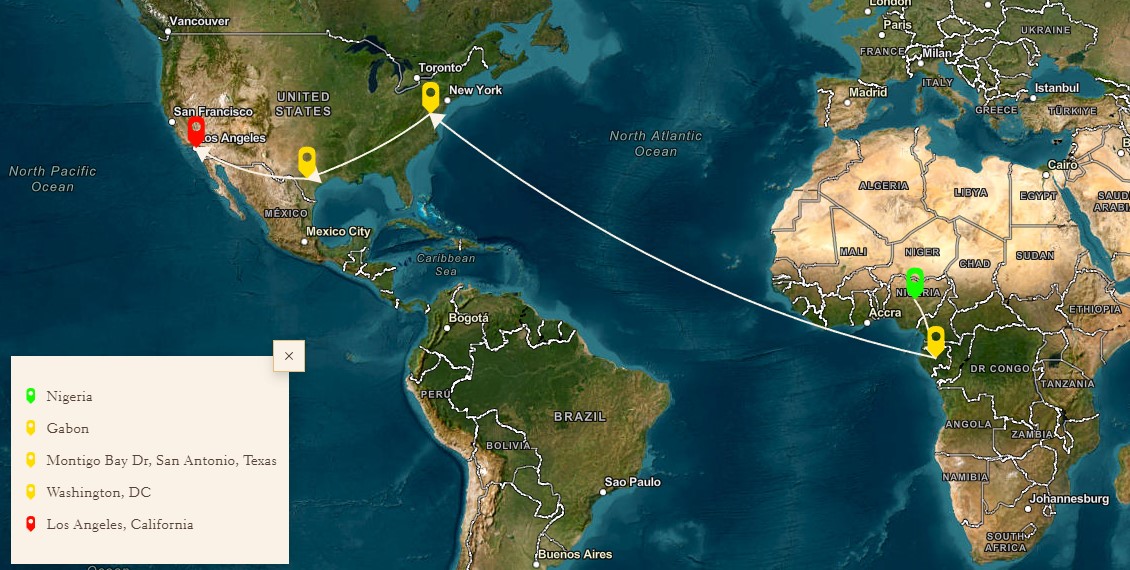 London
Vancouver
Paris
UKRAINE
FRANCE
Milan
Toronto
ITALY
Madrid
Istanbul
New York
UNITED
STATES
GREECE
TÜRKIYE
San Francisco
Los Angeles
North Atlantic
Ocean
Cairo
North Pacific
Ocean
ALGERIA
LIBYA
EGYPT
SAUDI
ARABIA
MÉXICO
Mexico City
MALI
NIGER
CHAD
SUDAN
Caribbean
Sea
NIGERIA
Accra
ETHIOPIA
Bogotá
DR CONGO
TANZANIA
PERÚ
BRAZIL
ANGOLA
ZAMBIA
BOLIVIA
NAMIBIA
Sao Paulo
Johannesburg
SOUTH
AFRICA
Buenos Aires
Nigeria
Gabon
Montigo Bay Dr, San Antonio, Texas
Washington, DC
Los Angeles, California
Ocean